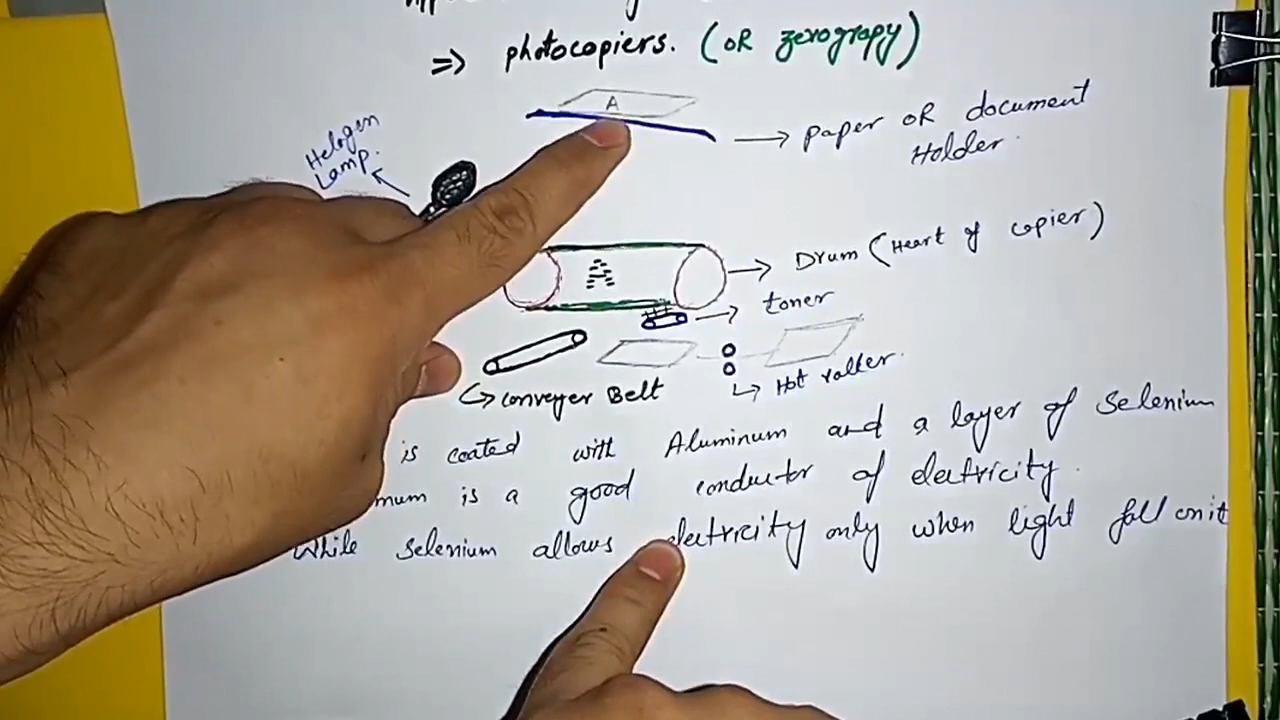 => photocopiers. (OR zerograpy)
A
Helogen
Lamp.
→ paper OR document
Holder.
A
→ Drum (Heart of copier)
→ toner
→ Hot roller.
↳ conveyer Belt
is coated with Aluminum and a layer of selenium
mum is a good conductor of electricity.
While selenium allows electricity only when light fall on it